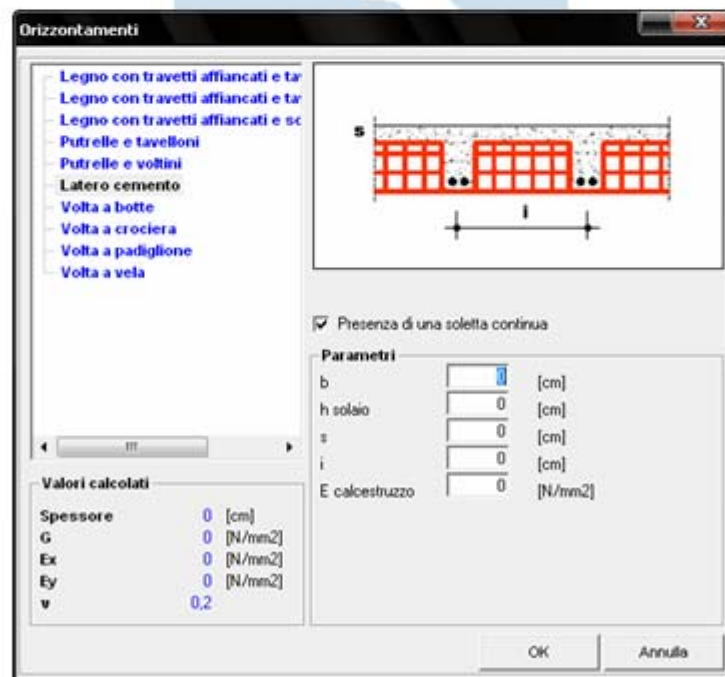 Orizzontamenti
Legno con travetti affiancati e
Legno con travetti affiancati e
Legno con travetti affiancati e
Putrelle e tavelloni
Putrelle e voltini
Latero cemento
Volta a botte
Volta a crociera
Volta a padiglione
Volta a vela
s
i
Presenza di una soletta continua
Parametri
b 0 [cm]
h solaio 0 [cm]
s 0 [cm]
i 0 [cm]
E calcestruzzo 0 [N/mm2]
Valori calcolati
Spessore 0 [cm]
G 0 [N/mm2]
Ex 0 [N/mm2]
Ey 0 [N/mm2]
ν 0,2
OK
Annulla